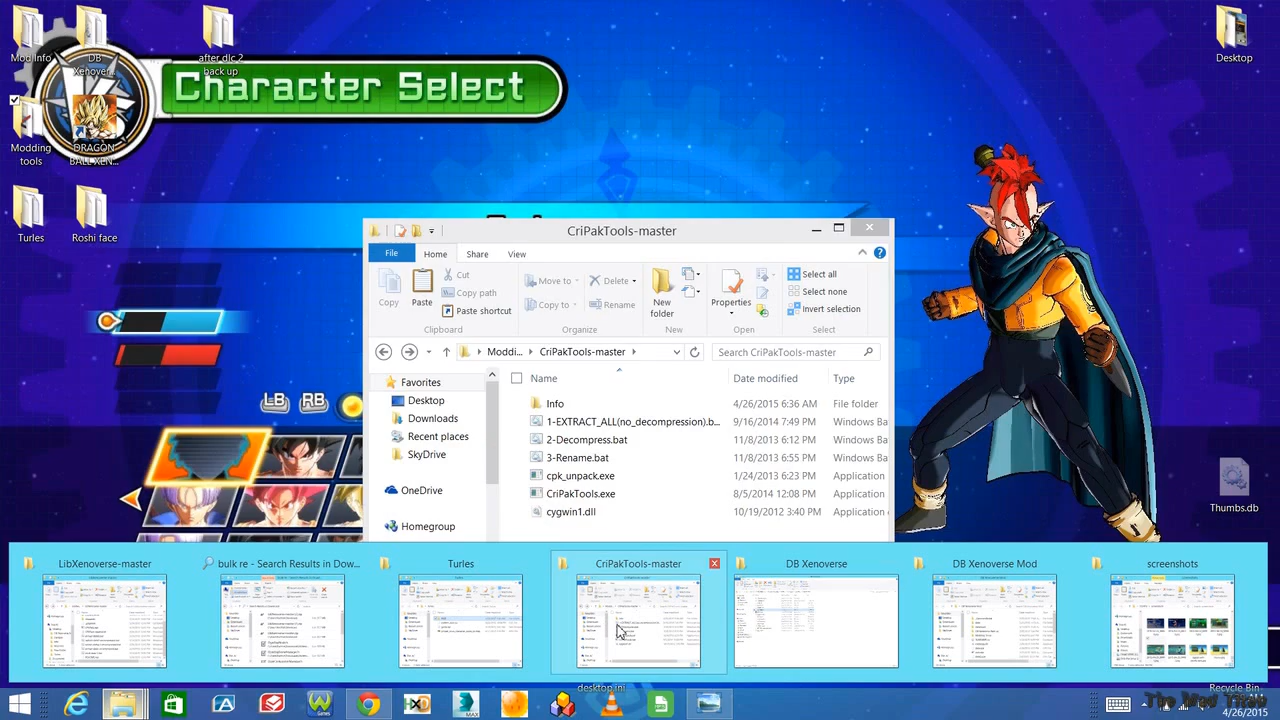 Mod Info
DB
Xenover...
after dlc 2
back up
Desktop
Character Select
Modding
tools
DRAGON
BALL XEN...
Turles
Roshi face
CriPakTools-master
File
Home
Share
View
Copy
Paste
Cut
Copy path
Paste shortcut
Clipboard
Move to
Copy to
Delete
Rename
Organize
New
folder
New
Properties
Open
Select all
Select none
Invert selection
Select
Moddi...
CriPakTools-master
Search CriPakTools-master
Favorites
Desktop
Downloads
Recent places
SkyDrive
OneDrive
Homegroup
Name Date modified Type
Info 4/26/2015 6:36 AM File folder
1-EXTRACT_ALL(no_decompression).b... 9/16/2014 7:49 PM Windows Ba
2-Decompress.bat 11/8/2013 6:12 PM Windows Ba
3-Rename.bat 11/8/2013 6:55 PM Windows Ba
cpk_unpack.exe 6/24/2013 6:23 PM Application
CriPakTools.exe 8/5/2014 12:08 PM Application
cygwin1.dll 10/19/2012 3:40 PM Application
LB RB
Thumbs.db
LibXenoverse-master
bulk re - Search Results in Dow...
Turles
CriPakTools-mas
DB Xenoverse
DB Xenoverse Mod
screenshots
desktop.ini
Recycle Bin
Games
MAX
4/26/2015